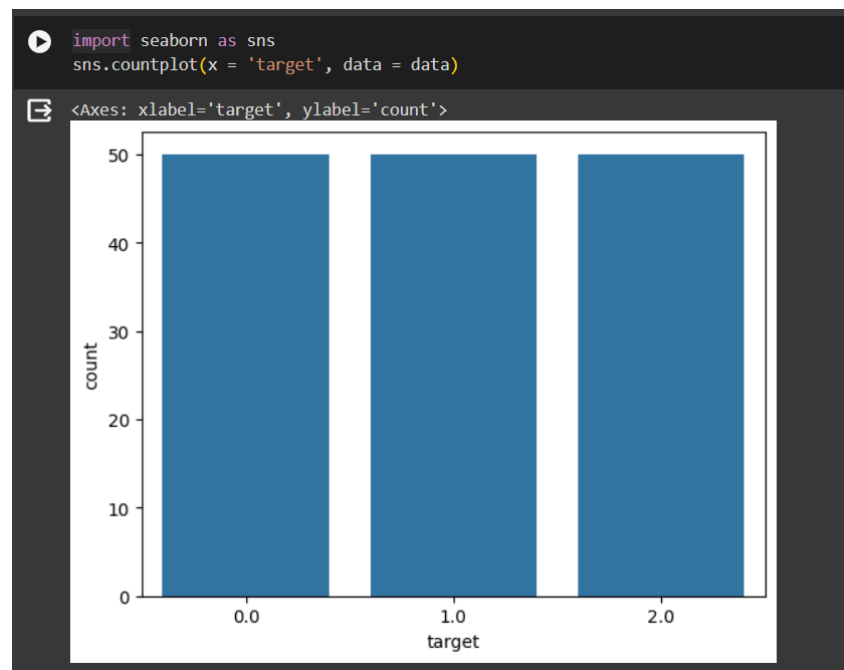 import seaborn as sns
sns.countplot(x = 'target', data = data)
<Axes: xlabel='target', ylabel='count'>
50
40
30
20
10
0
count
0.0 1.0 2.0
target